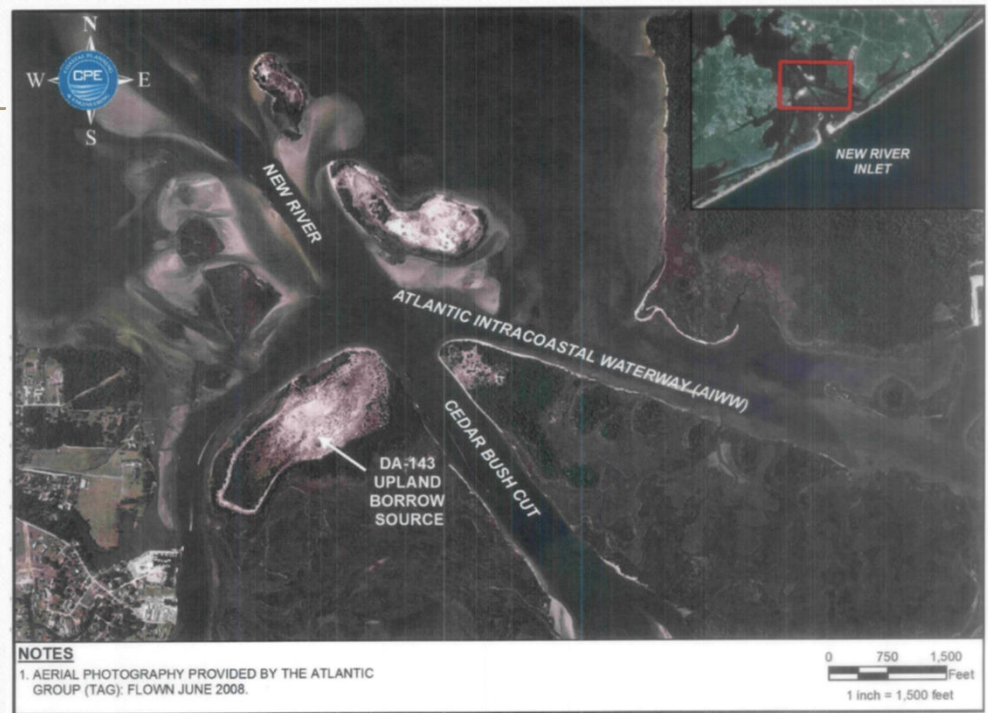 N
W
E
S
CPE
NEW RIVER
INLET
NEW RIVER
ATLANTIC INTRACOASTAL WATERWAY (AIWW)
CEDAR BUSH CUT
DA-143
UPLAND
BORROW
SOURCE
NOTES
1. AERIAL PHOTOGRAPHY PROVIDED BY THE ATLANTIC
GROUP (TAG): FLOWN JUNE 2008.
0 750 1,500
Feet
1 inch = 1,500 feet